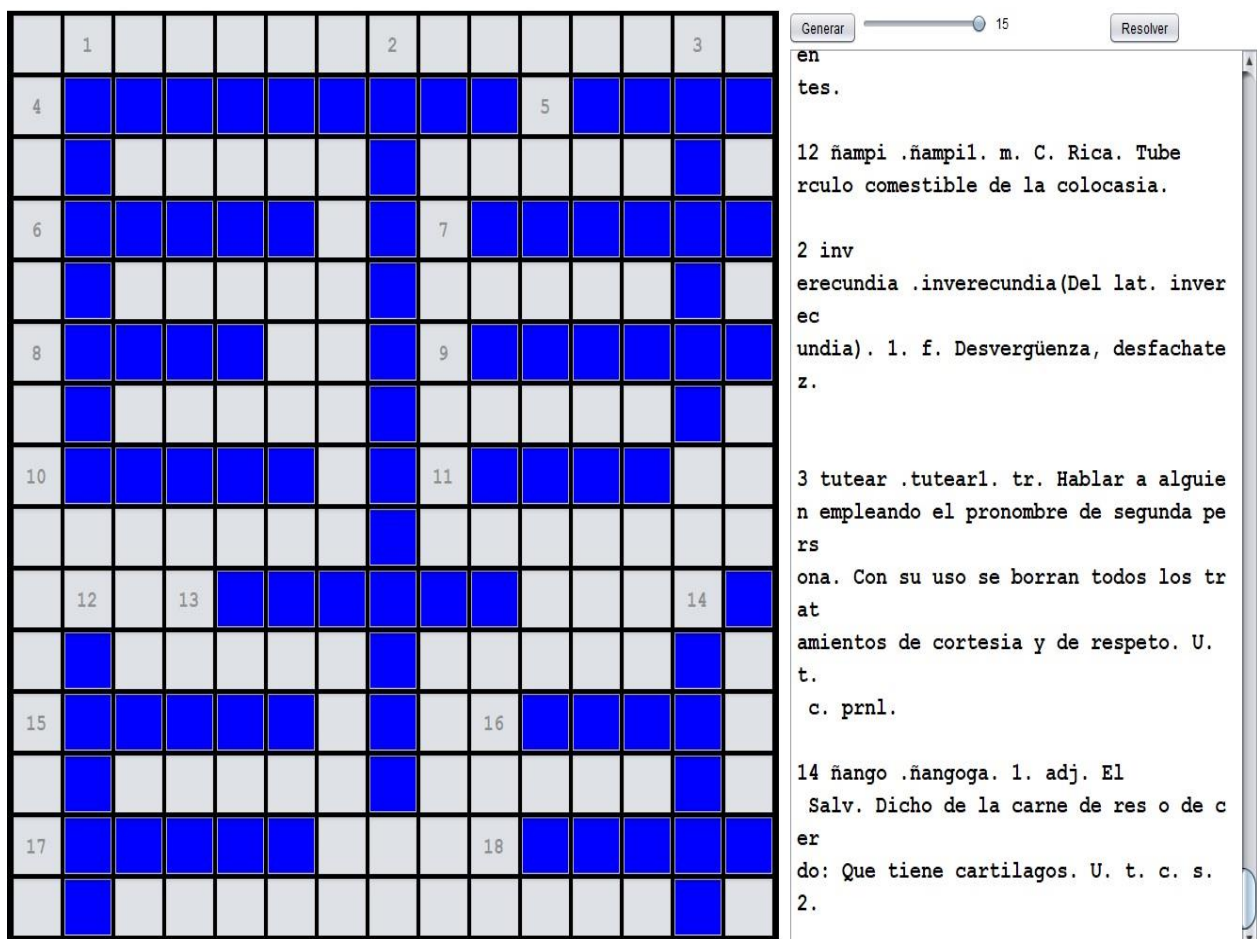 1 2 3
4 5
6 7
8 9
10 11
12 13 14
15 16
17 18
Generar 15 Resolver
en
tes.
12 ñampi .ñampi1. m. C. Rica. Tube
rculo comestible de la colocasia.
2 inv
erecundia .inverecundia(Del lat. inver
ec
undia). 1. f. Desvergüenza, desfachate
z.
3 tutear .tutear1. tr. Hablar a alguie
n empleando el pronombre de segunda pe
rs
ona. Con su uso se borran todos los tr
at
amientos de cortesia y de respeto. U.
t.
c. prnl.
14 ñango .ñangoga. 1. adj. El
Salv. Dicho de la carne de res o de c
er
do: Que tiene cartilagos. U. t. c. s.
2.